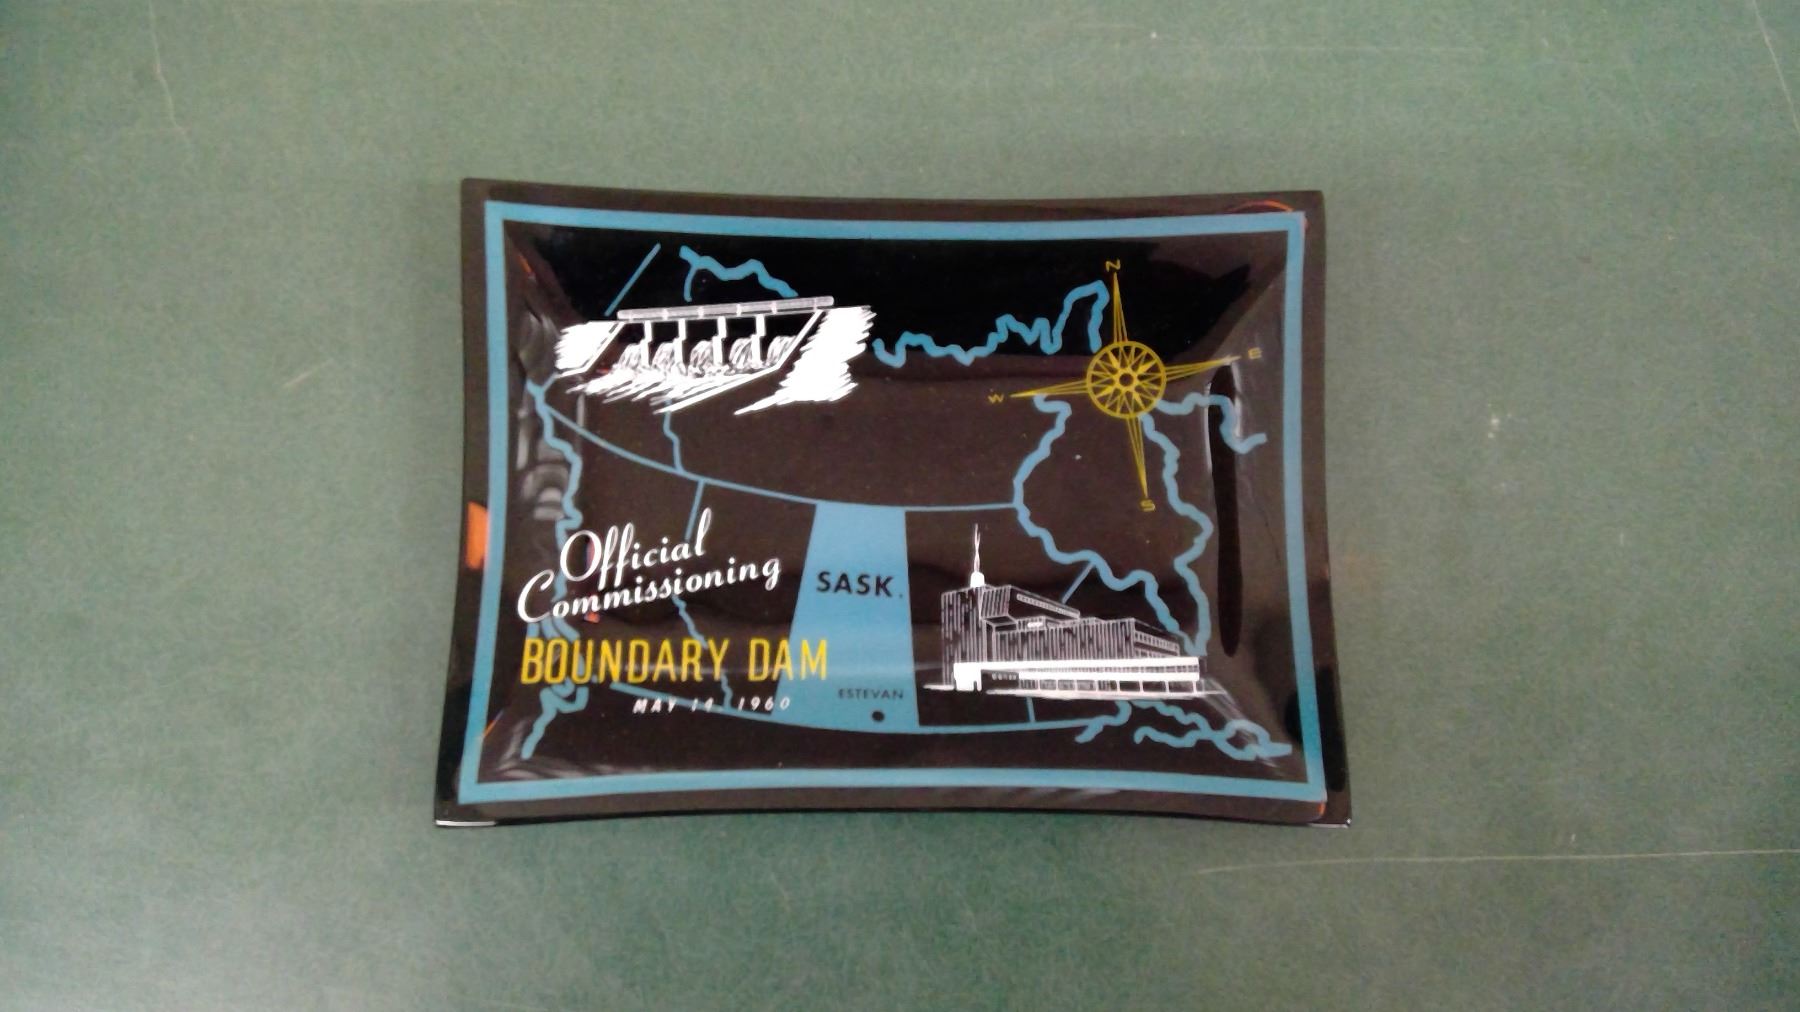 N
E
W
S
Official
Commissioning
BOUNDARY DAM
MAY 14, 1960
SASK.
ESTEVAN